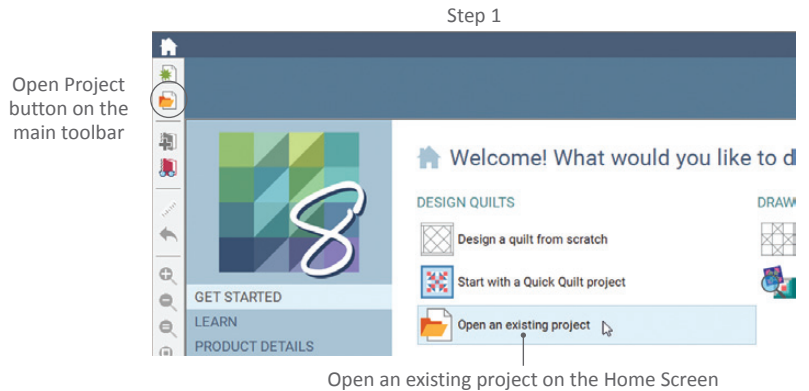 Step 1
Open Project
button on the
main toolbar
8
Welcome! What would you like to d
DESIGN QUILTS
DRAW
Design a quilt from scratch
Start with a Quick Quilt project
Open an existing project
GET STARTED
LEARN
PRODUCT DETAILS
Open an existing project on the Home Screen